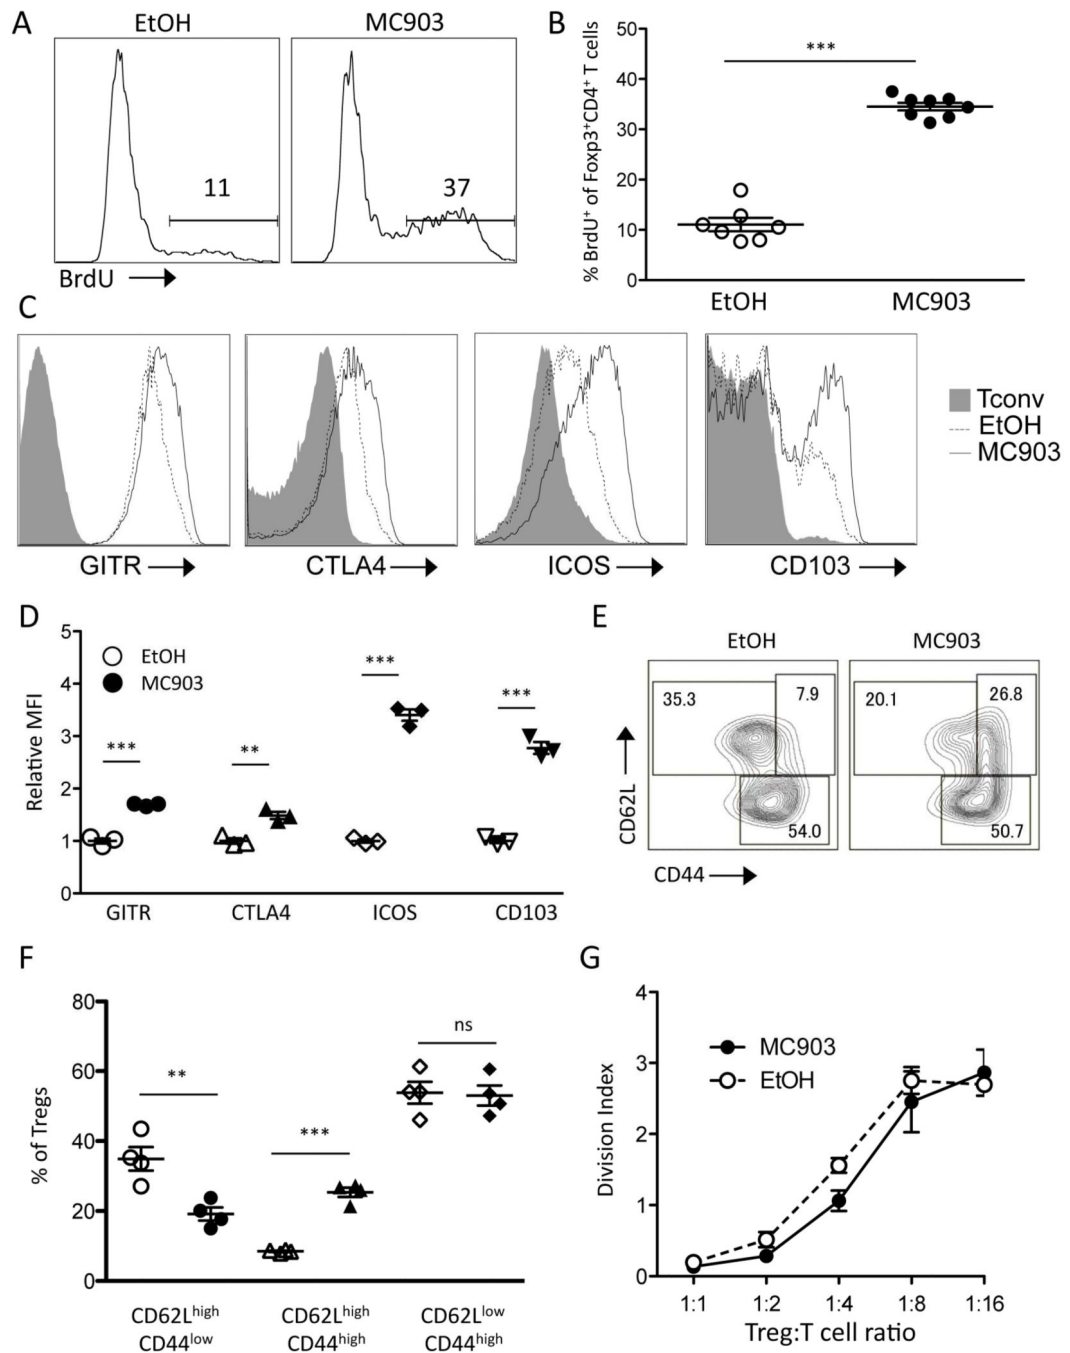 A
EtOH
MC903
11
37
BrdU
B
% BrdU⁺ of Foxp3⁺CD4⁺ T cells
50
40
30
20
10
0
***
EtOH
MC903
C
GITR
CTLA4
ICOS
CD103
Tconv
EtOH
MC903
D
Relative MFI
5
4
3
2
1
0
EtOH
MC903
***
**
***
***
GITR
CTLA4
ICOS
CD103
E
EtOH
MC903
35.3
7.9
54.0
20.1
26.8
50.7
CD62L
CD44
F
% of Tregs
80
60
40
20
0
**
***
ns
CD62Lʰⁱᵍʰ
CD44ˡᵒʷ
CD62Lʰⁱᵍʰ
CD44ʰⁱᵍʰ
CD62Lˡᵒʷ
CD44ʰⁱᵍʰ
G
Division Index
4
3
2
1
0
MC903
EtOH
1:1
1:2
1:4
1:8
1:16
Treg:T cell ratio